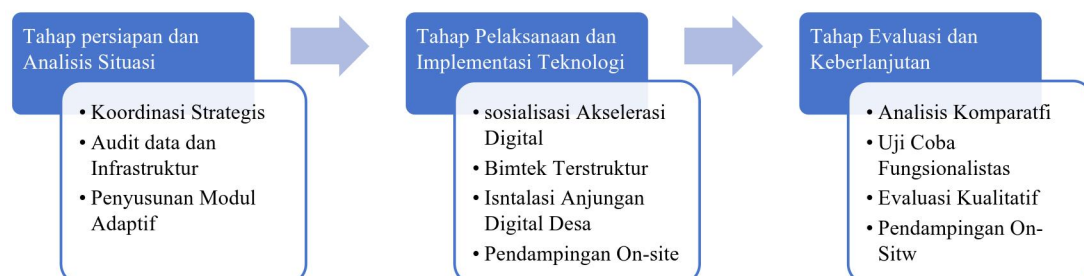 Tahap persiapan dan
Analisis Situasi
• Koordinasi Strategis
• Audit data dan
Infrastruktur
• Penyusunan Modul
Adaptif
Tahap Pelaksanaan dan
Implementasi Teknologi
• sosialisasi Akselerasi
Digital
• Bimtek Terstruktur
• Isntalasi Anjungan
Digital Desa
• Pendampingan On-site
Tahap Evaluasi dan
Keberlanjutan
• Analisis Komparatfi
• Uji Coba
Fungsionalistas
• Evaluasi Kualitatif
• Pendampingan On-
Sitw